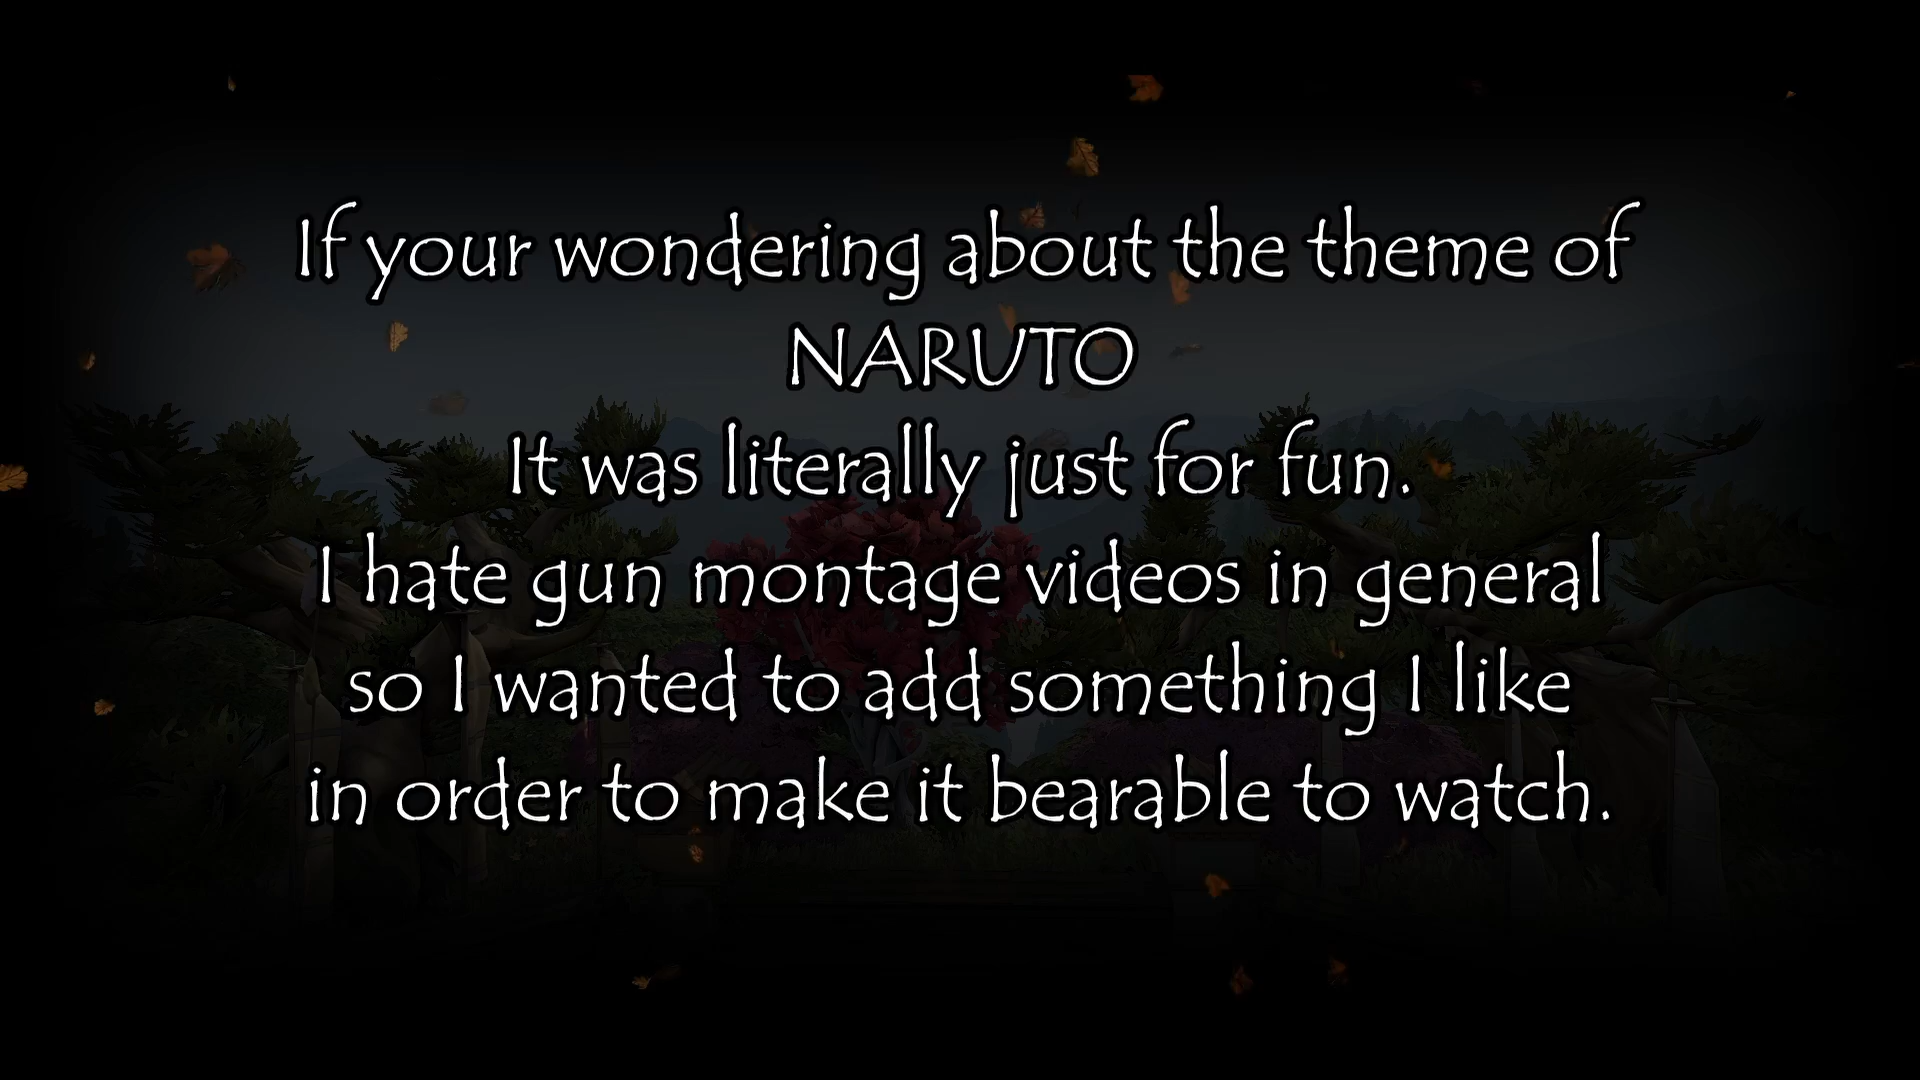 If your wondering about the theme of
NARUTO
It was literally just for fun.
I hate gun montage videos in general
so I wanted to add something I like
in order to make it bearable to watch.